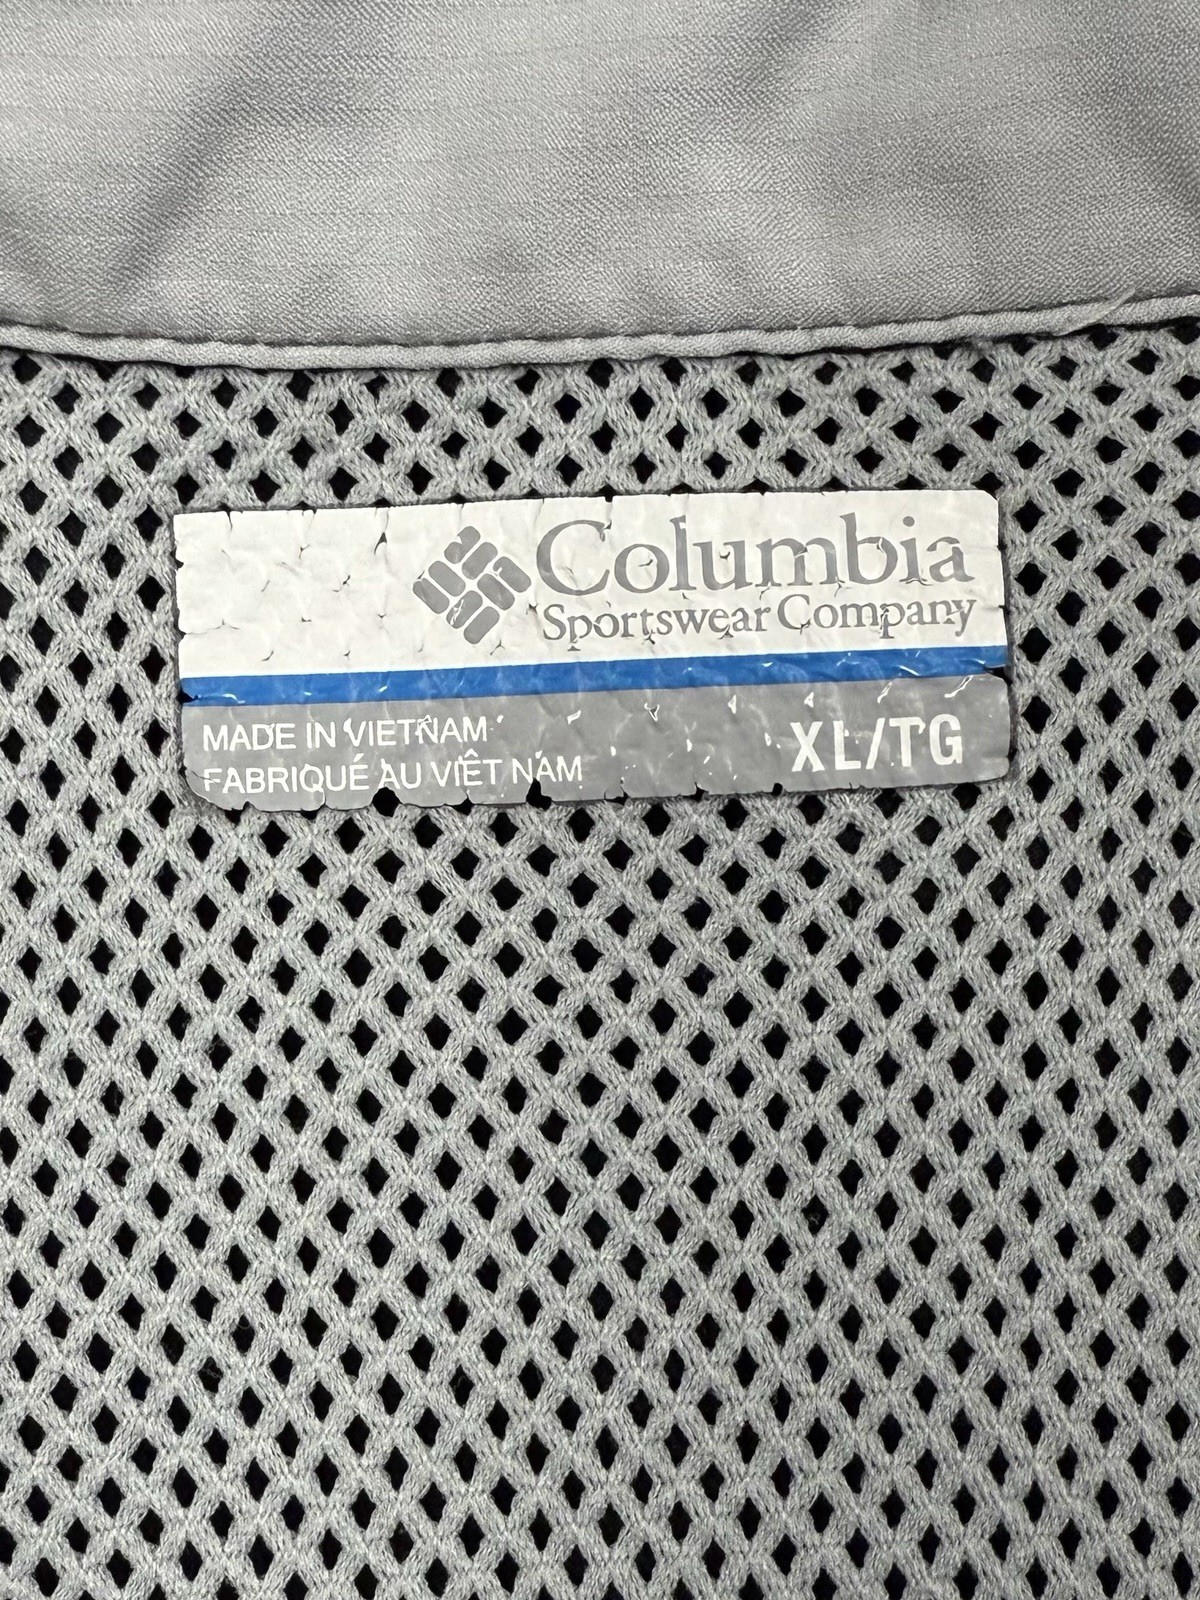 Columbia
Sportswear Company
MADE IN VIETNAM
FABRIQUÉ AU VIÊT NAM
XL/TG